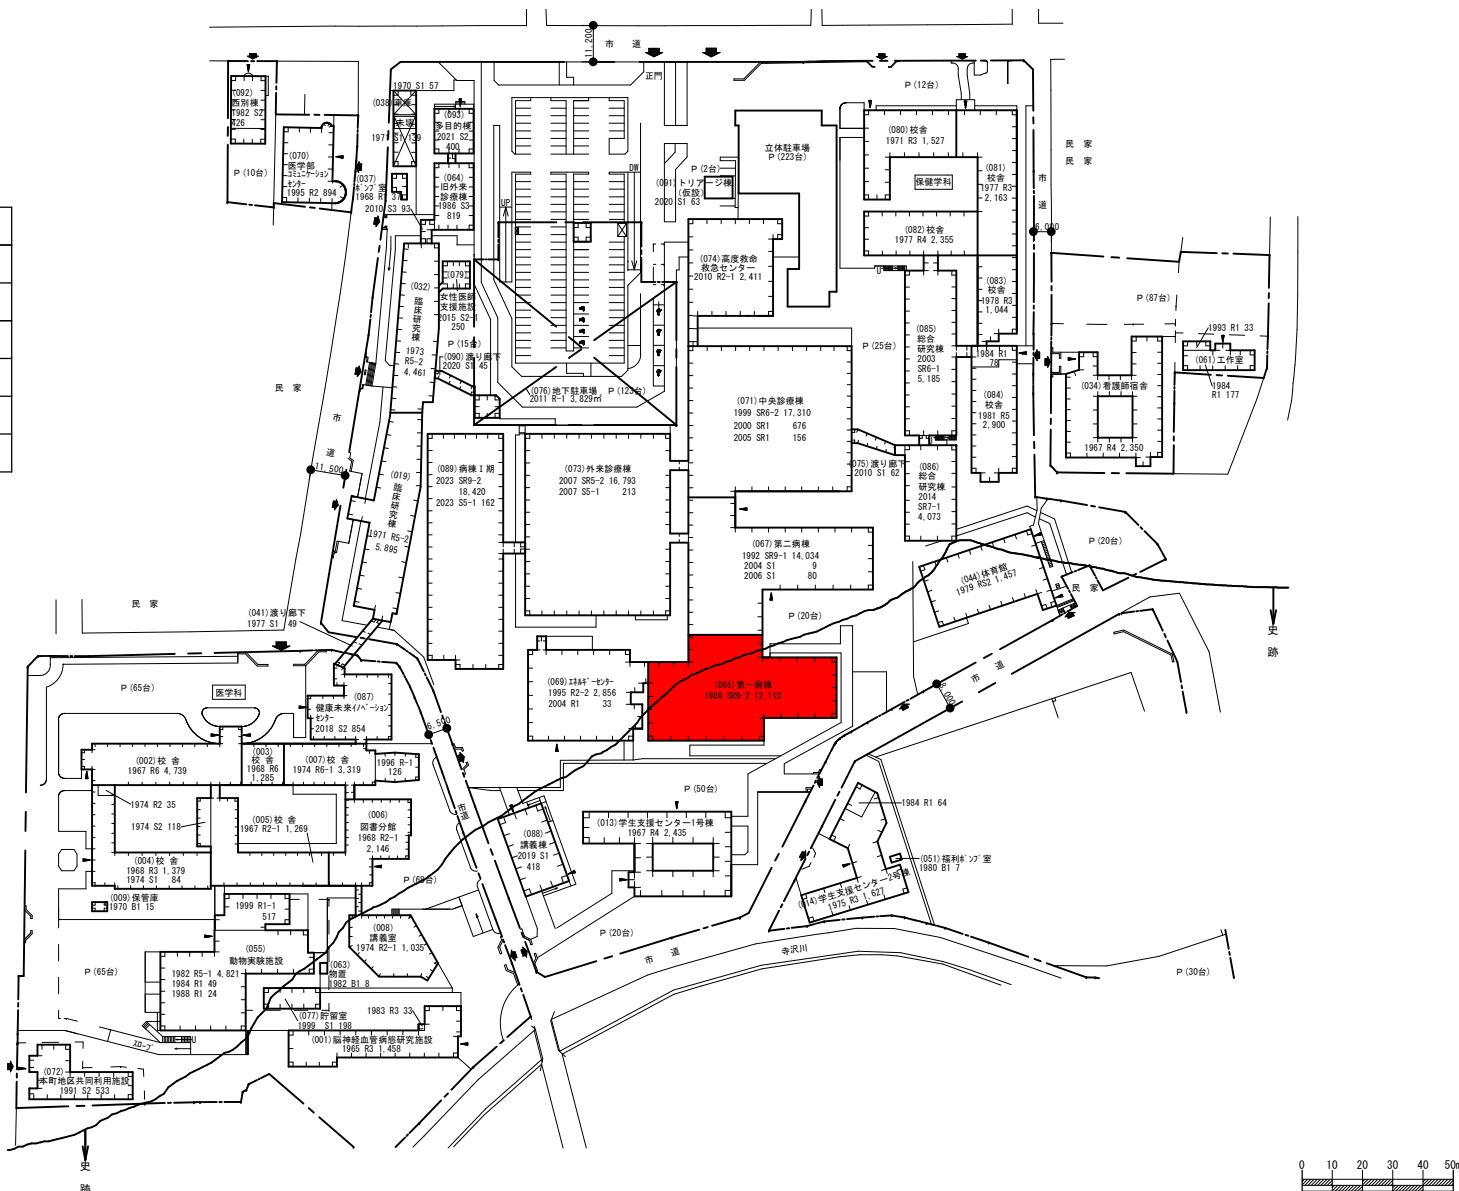 11,200
市道
正門
P (12台)
(092)
西別棟
1982 S2
426
P (10台)
(070)
医学部
コミュニケーション
センター
1995 R2 894
1970 S1 57
(093)
多目的棟
2021 S2
400
(064)
旧外来
診療棟
1986 S3
819
(037)
ポンプ室
2010 S3 93
(032)
臨床研究棟
1973
R5-2
4,461
(079)
女性医師
支援施設
2015 S2-1
250
P (15台)
(090)渡り廊下
2020 S1 45
UP
DW
(076)地下駐車場
2011 R-1 3,829㎡
P (123台)
立体駐車場
P (223台)
P (2台)
(091)トリアージ棟
(仮設)
2020 S1 63
(074)高度救命
救急センター
2010 R2-1 2,411
(080)校舎
1971 R3 1,527
保健学科
(081)
校舎
1977 R3
2,163
(082)校舎
1977 R4 2,355
(083)
校舎
1978 R3
1,044
(085)
総合
研究棟
2003
SR6-1
5,185
P (25台)
1984 R1
78
(084)
校舎
1981 R5
2,900
民家
民家
市道
6,000
P (87台)
1993 R1 33
(061)工作室
1984
R1 177
(034)看護師宿舎
1967 R4 2,350
民家
市道
11,500
(019)
臨床研究棟
1971 R5-2
5,895
(089)病棟Ⅰ期
2023 SR9-2
18,420
2023 S5-1 162
(073)外来診療棟
2007 SR5-2 16,793
2007 S5-1 213
(071)中央診療棟
1999 SR6-2 17,310
2000 SR1 676
2005 SR1 156
(075)渡り廊下
2010 S1 62
(086)
総合
研究棟
2014
SR7-1
4,073
(067)第二病棟
1992 SR9-1 14,034
2004 S1 9
2006 S1 80
P (20台)
(044)体育館
1979 RS2 1,457
P (20台)
民家
史跡
民家
(041)渡り廊下
1977 S1 49
P (65台)
医学科
(087)
健康未来イノベーション
センター
2018 S2 854
6,500
(069)エネルギーセンター
1995 R2-2 2,856
2004 R1 33
(065)第一病棟
1989 SR9-2 12,110
市道
8,000
(002)校舎
1967 R6 4,739
(003)
校舎
1968 R6
1,285
(007)校舎
1974 R6-1 3,319
1996 R-1
126
1974 R2 35
1974 S2 118
(005)校舎
1967 R2-1 1,269
(006)
図書分館
1968 R2-1
2,146
(004)校舎
1968 R3 1,379
1974 S1 84
(009)保管庫
1970 B1 15
市道
P (50台)
(088)
講義棟
2019 S1
418
(013)学生支援センター1号棟
1967 R4 2,435
1984 R1 64
(051)福利ポンプ室
1980 B1 7
(014)学生支援センター2号棟
1975 R3 1,627
1999 R1-1
517
(008)
講義室
1974 R2-1 1,035
P (20台)
市道
寺沢川
P (30台)
P (65台)
(055)
動物実験施設
1982 R5-1 4,821
1984 R1 49
1988 R1 24
(063)
物置
1982 B1 8
(077)貯留室
1999 S1 198
1983 R3 33
(001)脳神経血管病態研究施設
1965 R3 1,458
スロープ
(072)
本町地区共同利用施設
1991 S2 533
史跡
0 10 20 30 40 50m